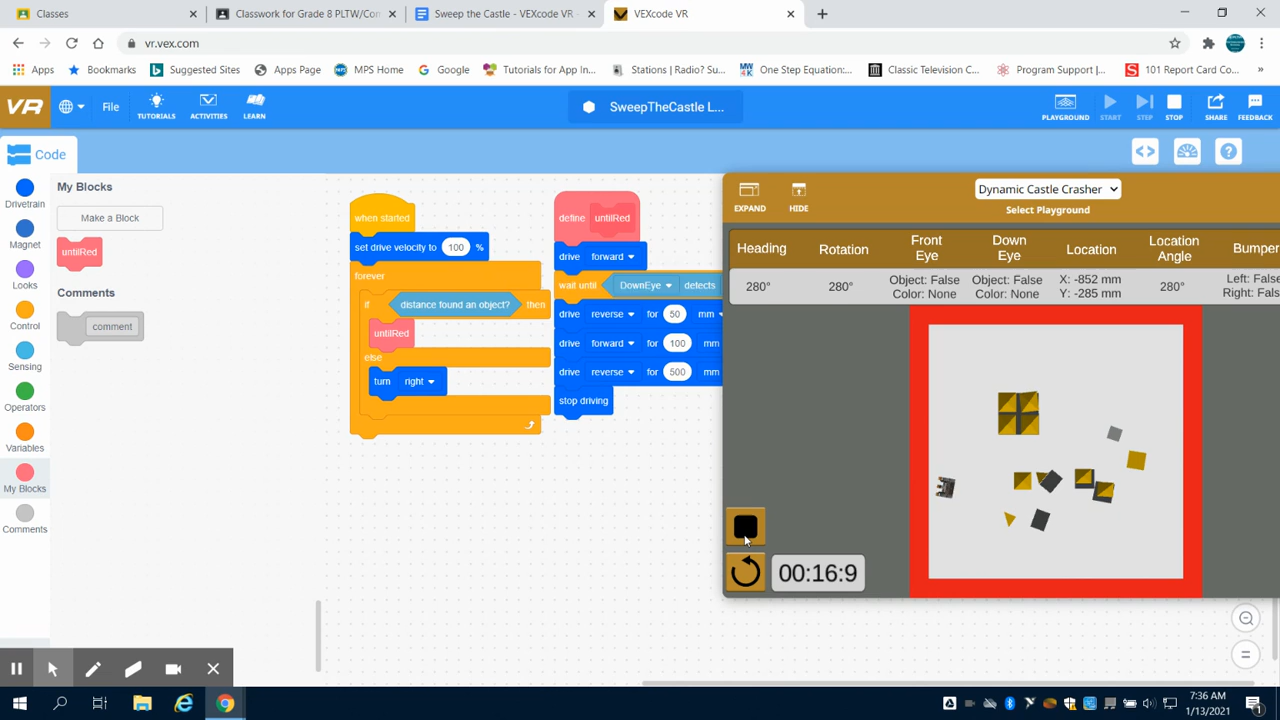 Classes
Classwork for Grade 8 PLTW/Con
Sweep the Castle - VEXcode VR -
VEXcode VR
vr.vex.com
Apps
Bookmarks
Suggested Sites
Apps Page
MPS Home
Google
Tutorials for App In...
Stations | Radio? Su...
One Step Equation:...
Classic Television C...
Program Support |...
101 Report Card Co...
VR
File
TUTORIALS
ACTIVITIES
LEARN
SweepTheCastle L...
PLAYGROUND
START
STEP
STOP
SHARE
FEEDBACK
Code
Drivetrain
Magnet
Looks
Control
Sensing
Operators
Variables
My Blocks
Comments
My Blocks
Make a Block
untilRed
Comments
comment
when started
set drive velocity to 100 %
forever
if distance found an object? then
untilRed
else
turn right
define untilRed
drive forward
wait until DownEye detects
drive reverse for 50 mm
drive forward for 100 mm
drive reverse for 500 mm
stop driving
EXPAND
HIDE
Dynamic Castle Crasher
Select Playground
Heading
Rotation
Front Eye
Down Eye
Location
Location Angle
Bumper
280°
280°
Object: False
Color: None
Object: False
Color: None
X: -852 mm
Y: -285 mm
280°
Left: False
Right: Fals
00:16:9
7:36 AM
1/13/2021
1